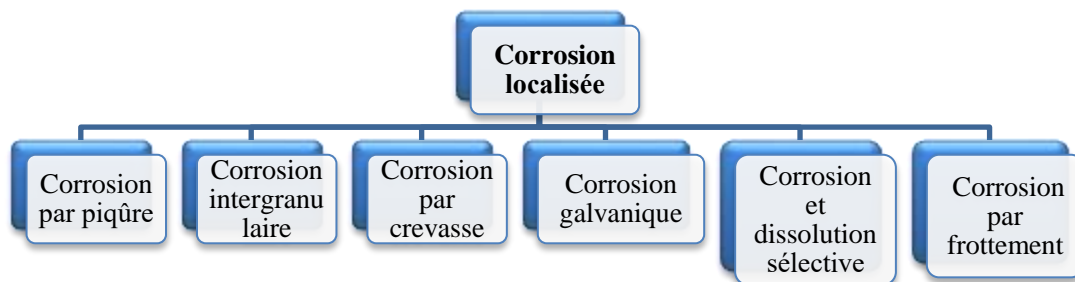 Corrosion
localisée
Corrosion
par piqûre
Corrosion
intergranu
laire
Corrosion
par
crevasse
Corrosion
galvanique
Corrosion
et
dissolution
sélective
Corrosion
par
frottement